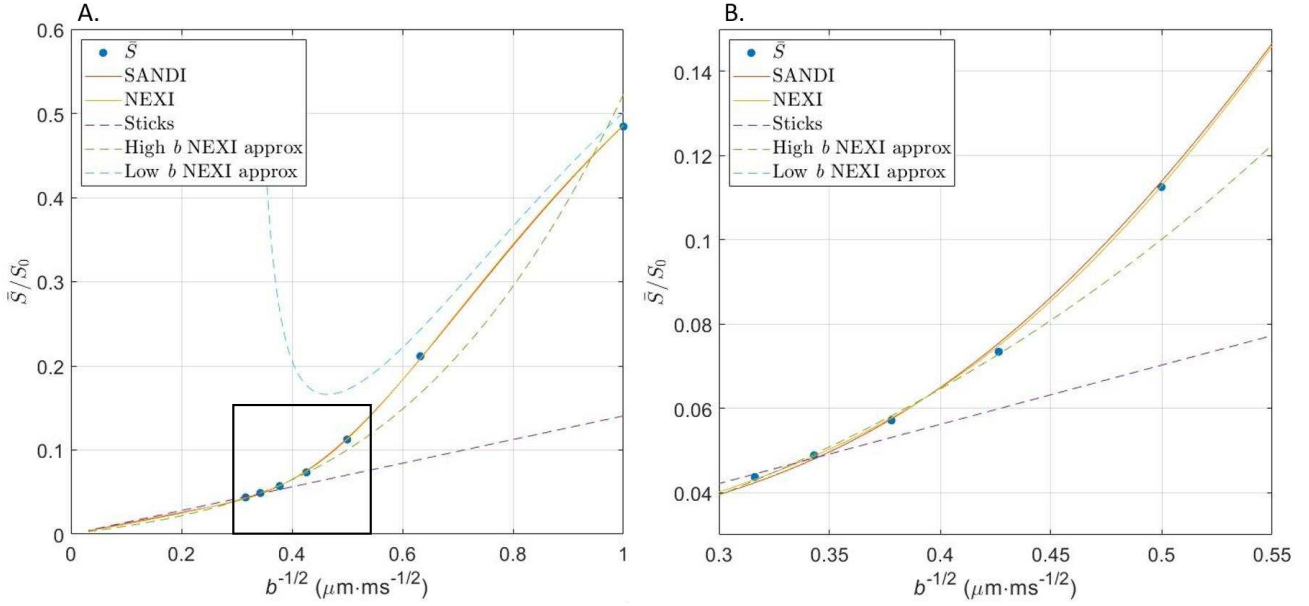 A.
0.6
0.5
0.4
0.3
0.2
0.1
0
S̄/S₀
S̄
SANDI
NEXI
Sticks
High b NEXI approx
Low b NEXI approx
0 0.2 0.4 0.6 0.8 1
b⁻¹/² (μm·ms⁻¹/²)
B.
0.14
0.12
0.1
0.08
0.06
0.04
S̄/S₀
S̄
SANDI
NEXI
Sticks
High b NEXI approx
Low b NEXI approx
0.3 0.35 0.4 0.45 0.5 0.55
b⁻¹/² (μm·ms⁻¹/²)